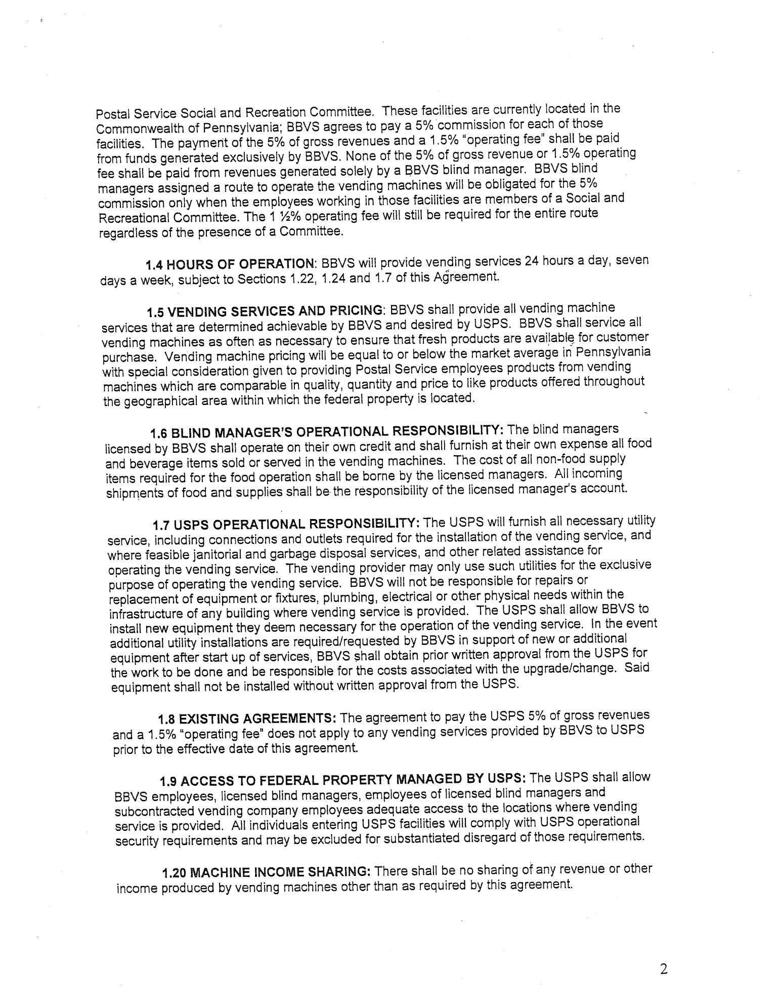 Postal Service Social and Recreation Committee. These facilities are currently located in the
Commonwealth of Pennsylvania; BBVS agrees to pay a 5% commission for each of those
facilities. The payment of the 5% of gross revenues and a 1.5% "operating fee" shall be paid
from funds generated exclusively by BBVS. None of the 5% of gross revenue or 1.5% operating
fee shall be paid from revenues generated solely by a BBVS blind manager. BBVS blind
managers assigned a route to operate the vending machines will be obligated for the 5%
commission only when the employees working in those facilities are members of a Social and
Recreational Committee. The 1 ½% operating fee will still be required for the entire route
regardless of the presence of a Committee.
1.4 HOURS OF OPERATION: BBVS will provide vending services 24 hours a day, seven
days a week, subject to Sections 1.22, 1.24 and 1.7 of this Agreement.
1.5 VENDING SERVICES AND PRICING: BBVS shall provide all vending machine
services that are determined achievable by BBVS and desired by USPS. BBVS shall service all
vending machines as often as necessary to ensure that fresh products are available for customer
purchase. Vending machine pricing will be equal to or below the market average in Pennsylvania
with special consideration given to providing Postal Service employees products from vending
machines which are comparable in quality, quantity and price to like products offered throughout
the geographical area within which the federal property is located.
1.6 BLIND MANAGER'S OPERATIONAL RESPONSIBILITY: The blind managers
licensed by BBVS shall operate on their own credit and shall furnish at their own expense all food
and beverage items sold or served in the vending machines. The cost of all non-food supply
items required for the food operation shall be borne by the licensed managers. All incoming
shipments of food and supplies shall be the responsibility of the licensed manager's account.
1.7 USPS OPERATIONAL RESPONSIBILITY: The USPS will furnish all necessary utility
service, including connections and outlets required for the installation of the vending service, and
where feasible janitorial and garbage disposal services, and other related assistance for
operating the vending service. The vending provider may only use such utilities for the exclusive
purpose of operating the vending service. BBVS will not be responsible for repairs or
replacement of equipment or fixtures, plumbing, electrical or other physical needs within the
infrastructure of any building where vending service is provided. The USPS shall allow BBVS to
install new equipment they deem necessary for the operation of the vending service. In the event
additional utility installations are required/requested by BBVS in support of new or additional
equipment after start up of services, BBVS shall obtain prior written approval from the USPS for
the work to be done and be responsible for the costs associated with the upgrade/change. Said
equipment shall not be installed without written approval from the USPS.
1.8 EXISTING AGREEMENTS: The agreement to pay the USPS 5% of gross revenues
and a 1.5% "operating fee" does not apply to any vending services provided by BBVS to USPS
prior to the effective date of this agreement.
1.9 ACCESS TO FEDERAL PROPERTY MANAGED BY USPS: The USPS shall allow
BBVS employees, licensed blind managers, employees of licensed blind managers and
subcontracted vending company employees adequate access to the locations where vending
service is provided. All individuals entering USPS facilities will comply with USPS operational
security requirements and may be excluded for substantiated disregard of those requirements.
1.20 MACHINE INCOME SHARING: There shall be no sharing of any revenue or other
income produced by vending machines other than as required by this agreement.
2